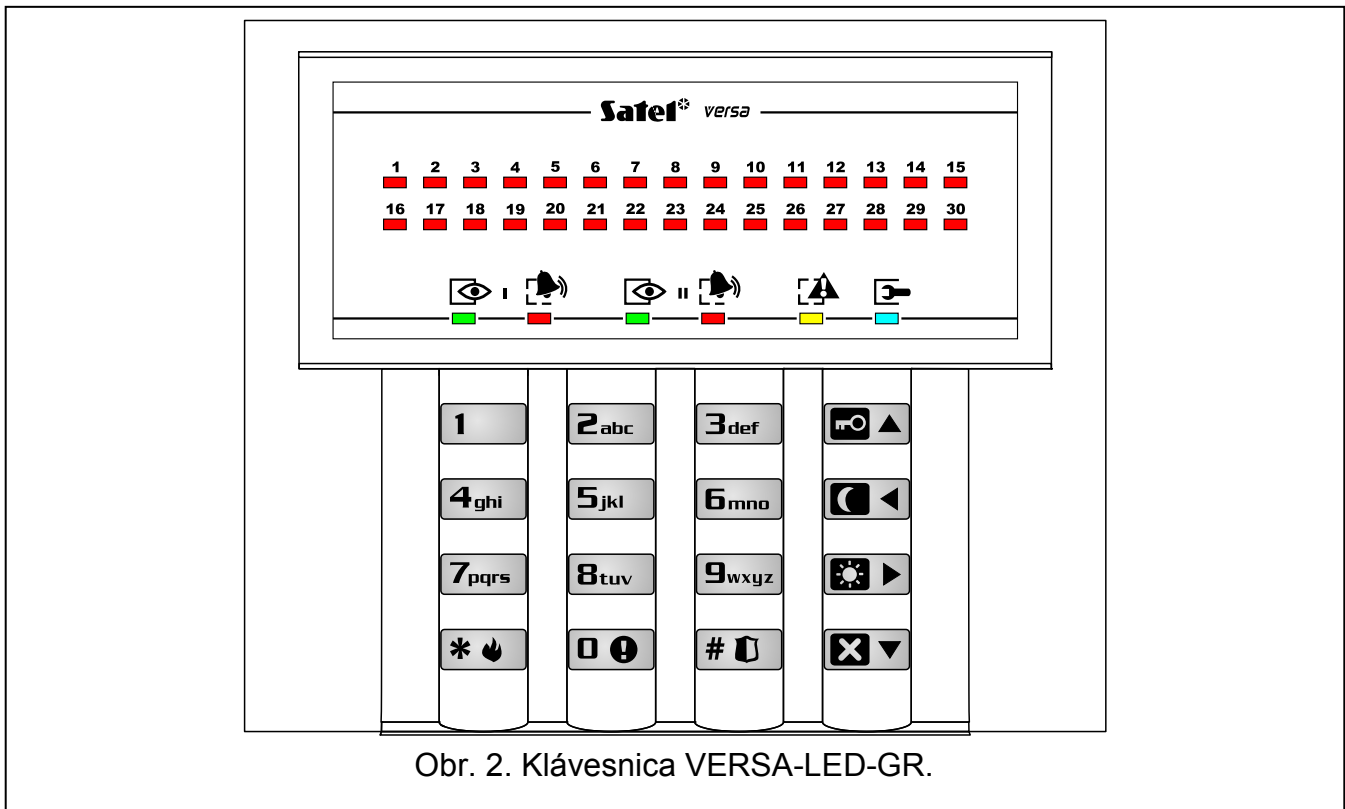 Satel* versa
1 2 3 4 5 6 7 8 9 10 11 12 13 14 15
16 17 18 19 20 21 22 23 24 25 26 27 28 29 30
I II
1 2abc 3def
4ghi 5jkl 6mno
7pqrs 8tuv 9wxyz
* 0 #
Obr. 2. Klávesnica VERSA-LED-GR.